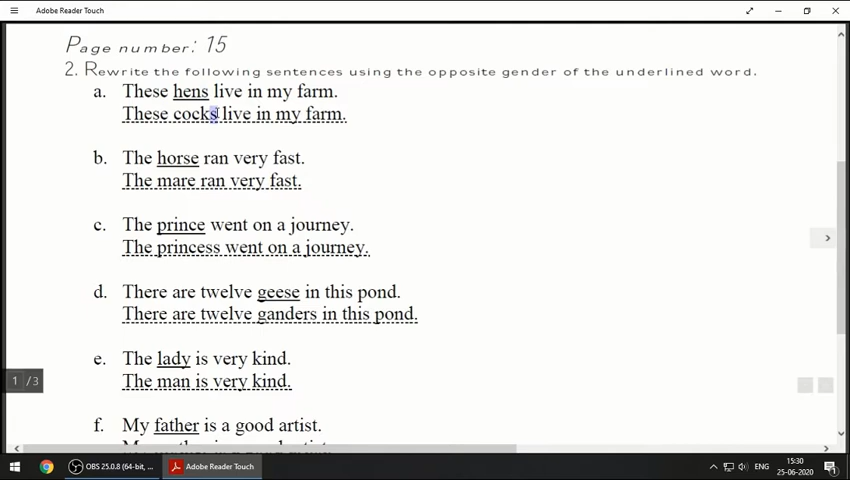 Adobe Reader Touch
Page number: 15
2. Rewrite the following sentences using the opposite gender of the underlined word.
a. These hens live in my farm.
These cocks live in my farm.
b. The horse ran very fast.
The mare ran very fast.
c. The prince went on a journey.
The princess went on a journey.
d. There are twelve geese in this pond.
There are twelve ganders in this pond.
e. The lady is very kind.
The man is very kind.
1 / 3
f. My father is a good artist.
OBS 25.0.8 (64-bit, ... Adobe Reader Touch ENG 15:30
25-06-2020